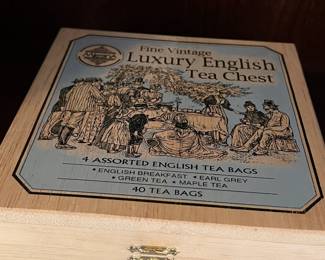 Fine Vintage
Luxury English
Tea Chest
4 ASSORTED ENGLISH TEA BAGS
• ENGLISH BREAKFAST • EARL GREY
• GREEN TEA • MAPLE TEA
40 TEA BAGS